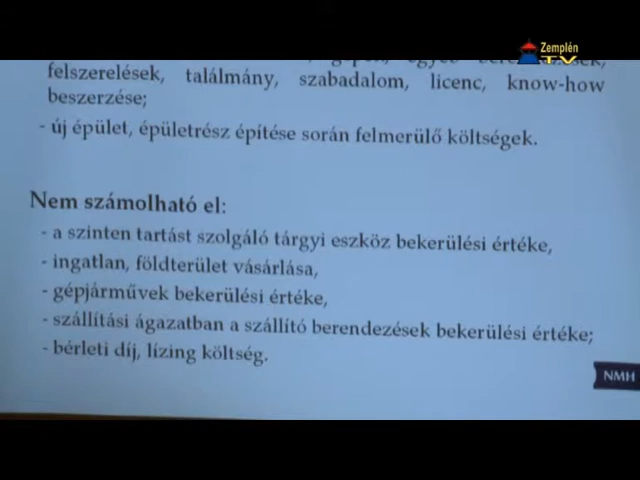 Zemplén
TV
felszerelések, találmány, szabadalom, licenc, know-how
beszerzése;
- új épület, épületrész építése során felmerülő költségek.
Nem számolható el:
- a szinten tartást szolgáló tárgyi eszköz bekerülési értéke,
- ingatlan, földterület vásárlása,
- gépjárművek bekerülési értéke,
- szállítási ágazatban a szállító berendezések bekerülési értéke;
- bérleti díj, lízing költség.
NMH